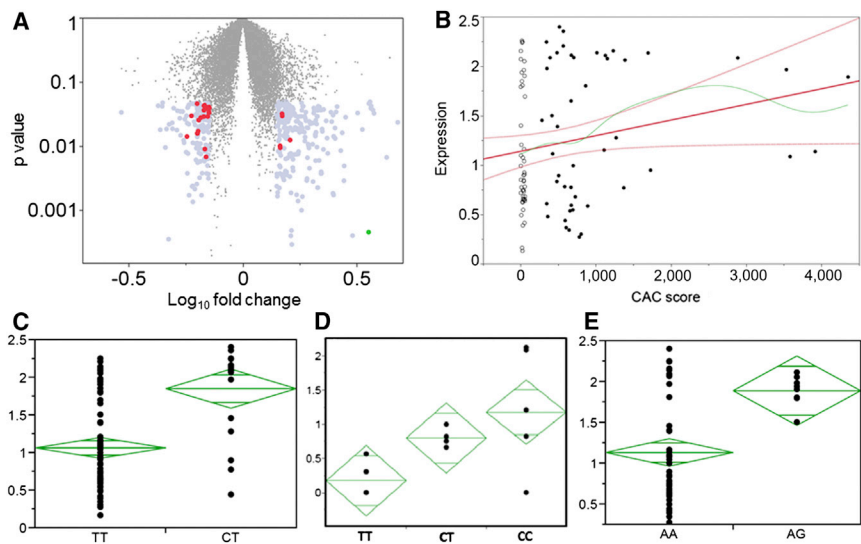 A
p value
1
0.1
0.01
0.001
-0.5 0 0.5
Log10 fold change
B
Expression
2.5
2
1.5
1
0.5
0
0 1,000 2,000 3,000 4,000
CAC score
C
2.5
2
1.5
1
0.5
0
TT CT
D
2
1.5
1
0.5
0
TT CT CC
E
2.5
2
1.5
1
0.5
AA AG